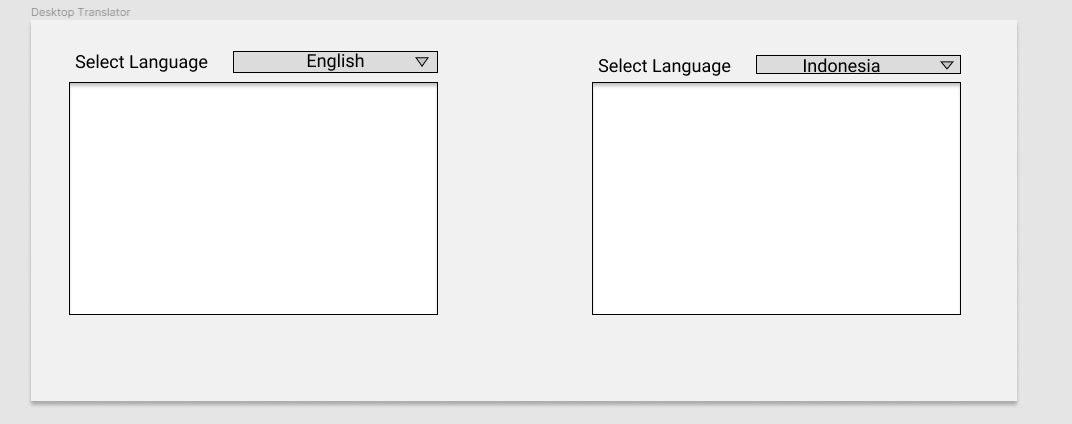 Desktop Translator
Select Language English
Select Language Indonesia